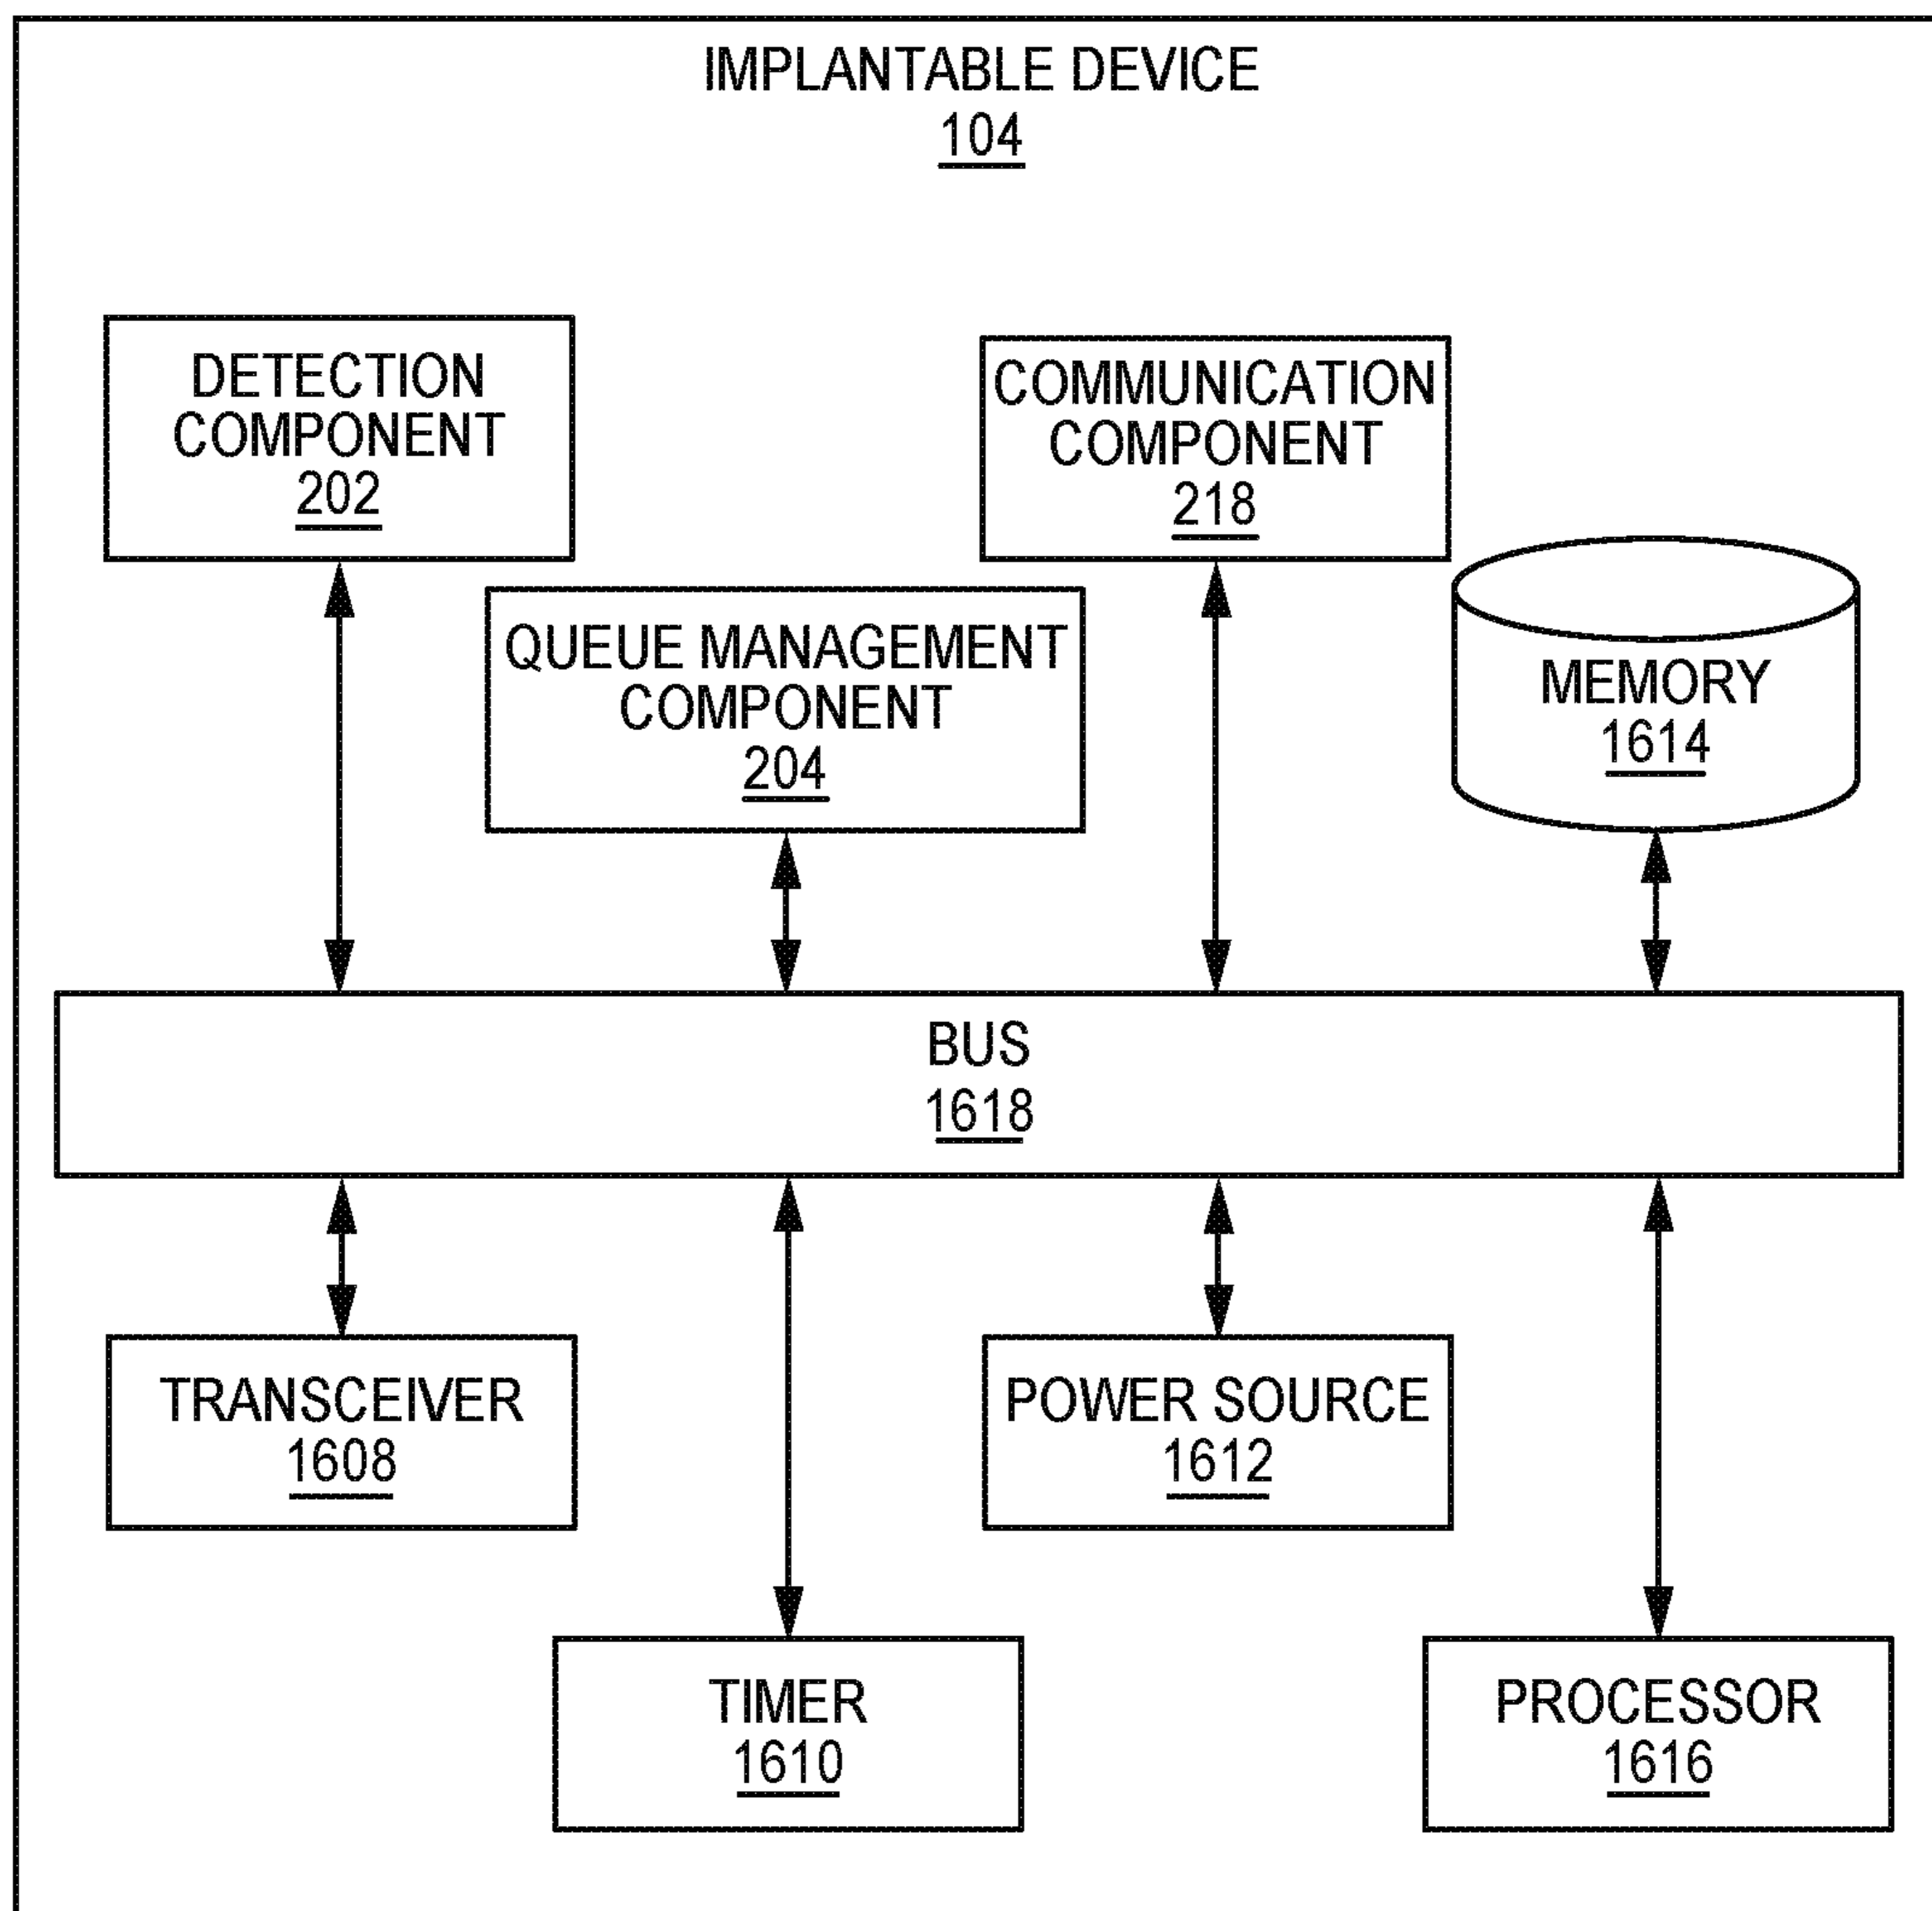 IMPLANTABLE DEVICE
104
DETECTION
COMPONENT
202
COMMUNICATION
COMPONENT
218
QUEUE MANAGEMENT
COMPONENT
204
MEMORY
1614
BUS
1618
TRANSCEIVER
1608
POWER SOURCE
1612
TIMER
1610
PROCESSOR
1616